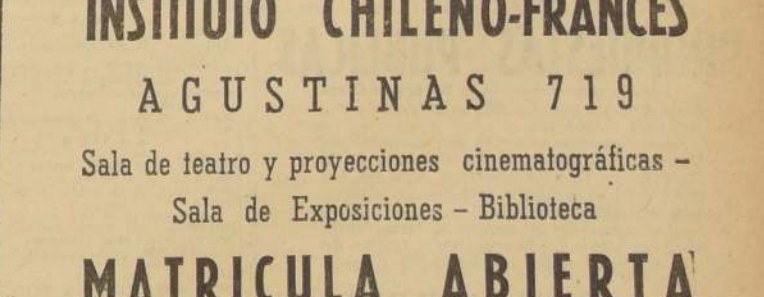 INSTITUTO CHILENO-FRANCES
AGUSTINAS 719
Sala de teatro y proyecciones cinematográficas –
Sala de Exposiciones – Biblioteca
MATRICULA ABIERTA